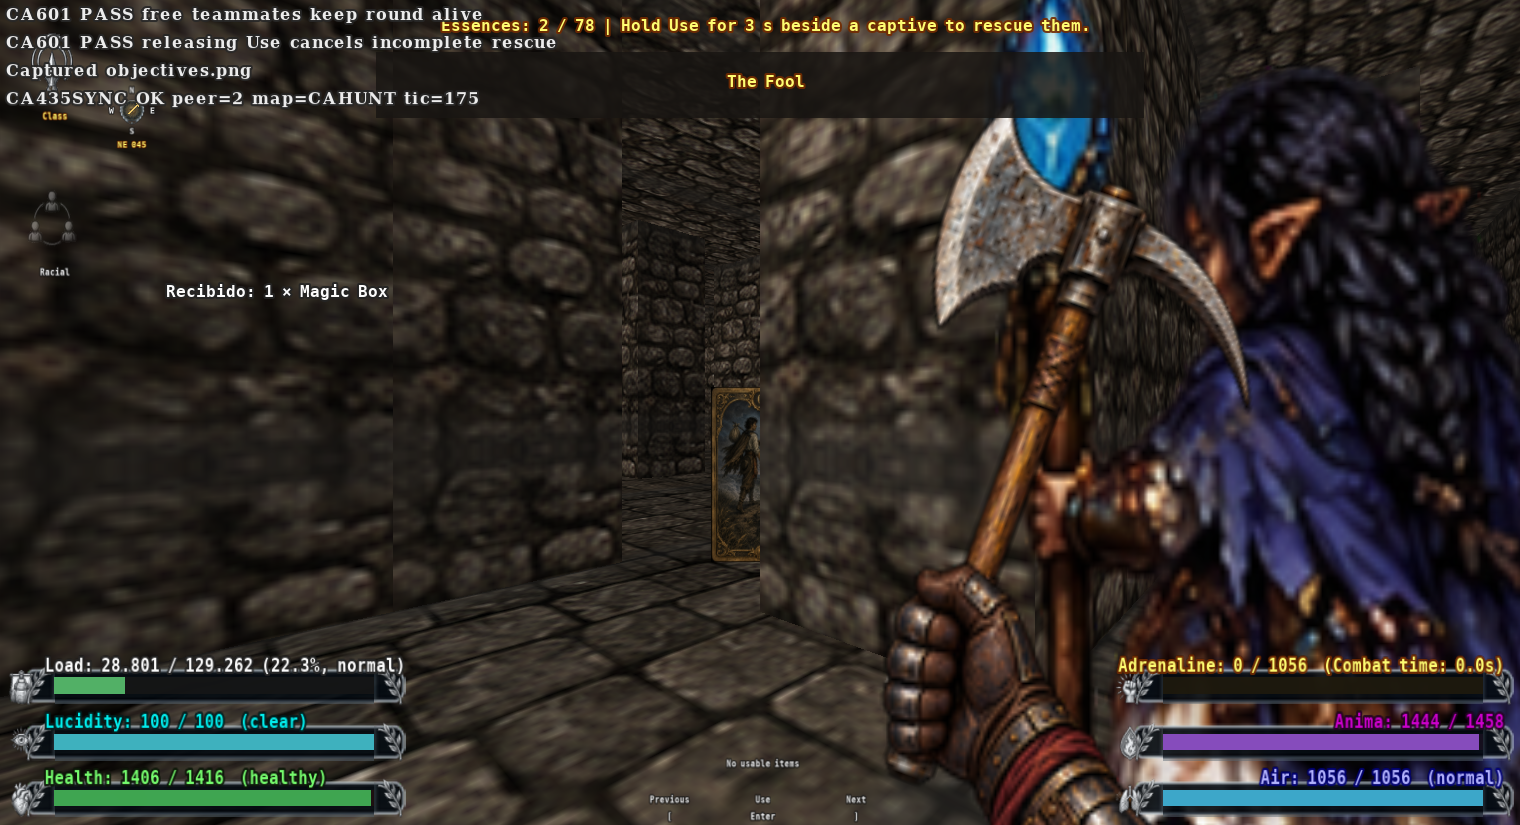 CA601 PASS free teammates keep round alive
Essences: 2 / 78 | Hold Use for 3 s beside a captive to rescue them.
CA601 PASS releasing Use cancels incomplete rescue
Captured objectives.png
The Fool
CA435SYNC OK peer=2 map=CAHUNT tic=175
N
W E
Class
S
NE 045
Racial
Recibido: 1 × Magic Box
Load: 28.801 / 129.262 (22.3%, normal)
Adrenaline: 0 / 1056 (Combat time: 0.0s)
Lucidity: 100 / 100 (clear)
Anima: 1444 / 1458
Health: 1406 / 1416 (healthy)
Air: 1056 / 1056 (normal)
No usable items
Previous Use Next
[ Enter ]